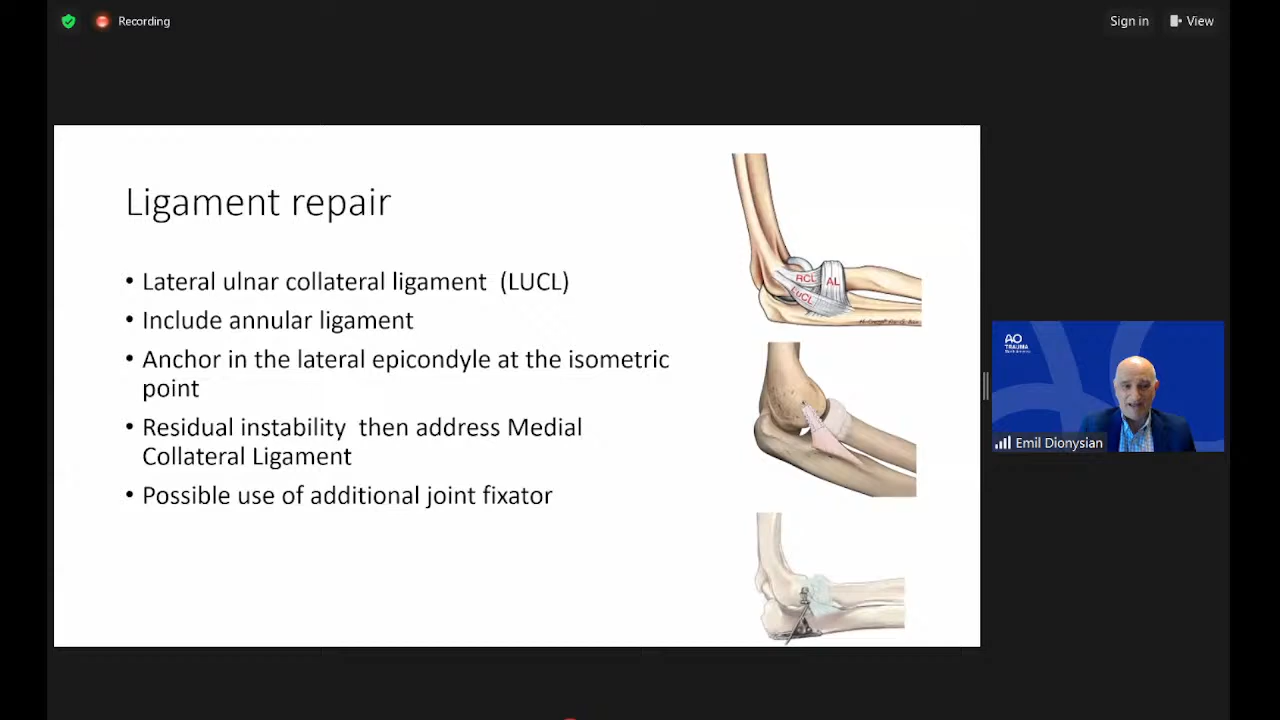 Recording
Sign in
View
Ligament repair
• Lateral ulnar collateral ligament  (LUCL)
• Include annular ligament
• Anchor in the lateral epicondyle at the isometric
point
• Residual instability  then address Medial
Collateral Ligament
• Possible use of additional joint fixator
RCL
AL
LUCL
AO
TRAUMA
North America
Emil Dionysian